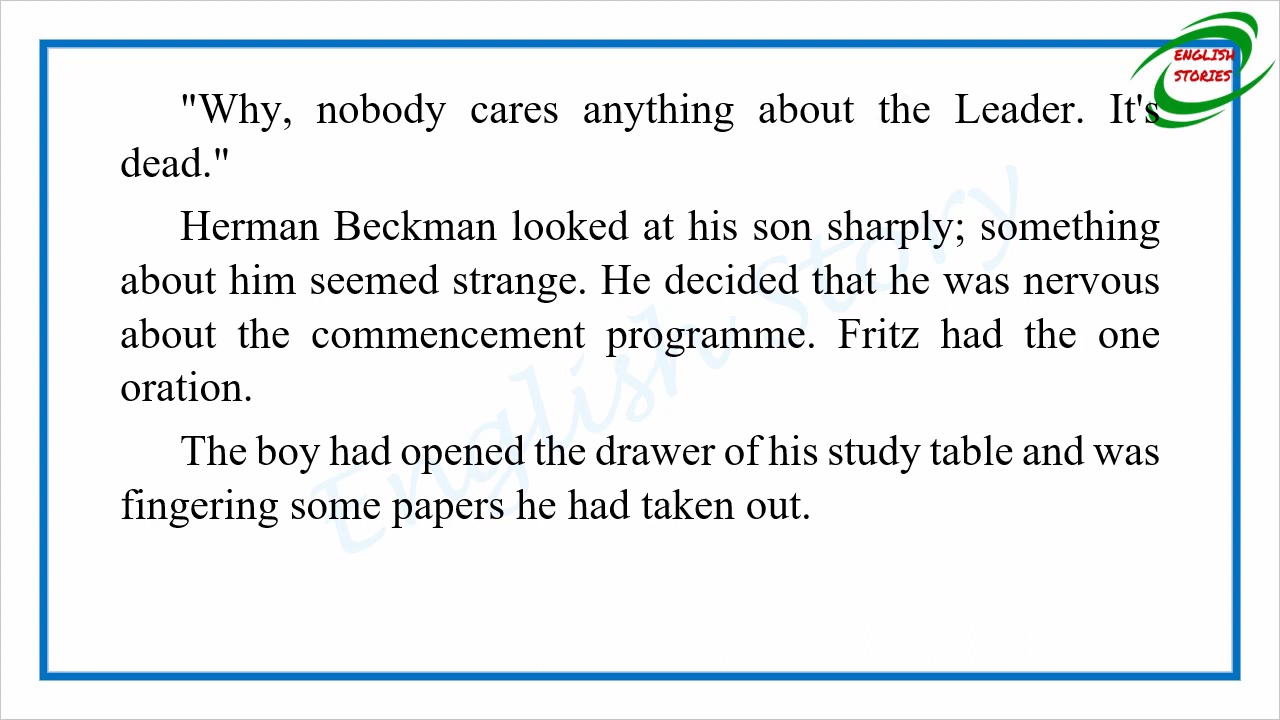 ENGLISH
STORIES
"Why, nobody cares anything about the Leader. It's
dead."
Herman Beckman looked at his son sharply; something
about him seemed strange. He decided that he was nervous
about the commencement programme. Fritz had the one
oration.
The boy had opened the drawer of his study table and was
fingering some papers he had taken out.
English Story